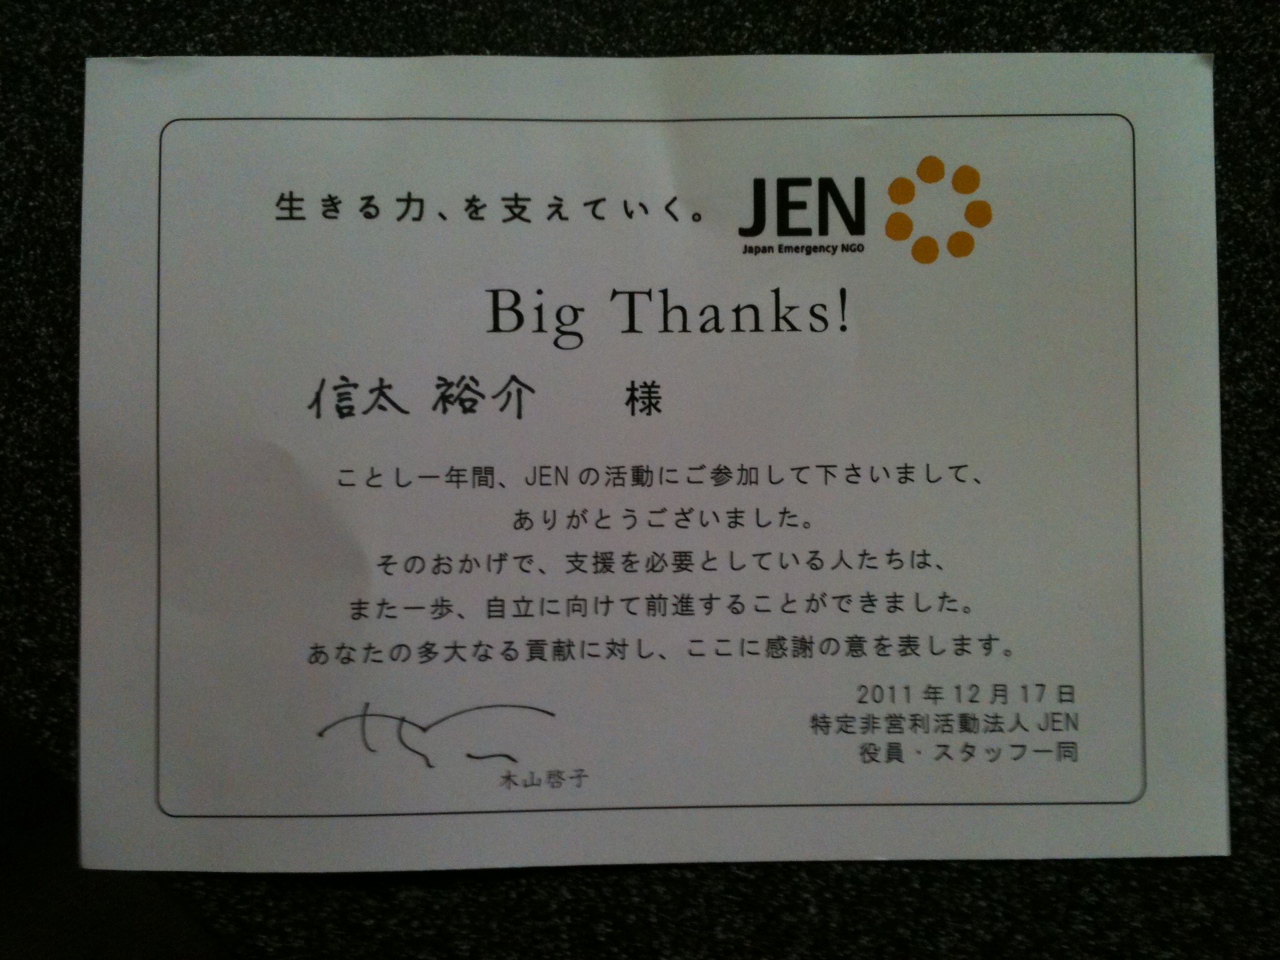 生きる力、を支えていく。 JEN
Japan Emergency NGO
Big Thanks!
信太 裕介 様
ことし一年間、JENの活動にご参加して下さいまして、
ありがとうございました。
そのおかげで、支援を必要としている人たちは、
また一歩、自立に向けて前進することができました。
あなたの多大なる貢献に対し、ここに感謝の意を表します。
2011年12月17日
特定非営利活動法人JEN
役員・スタッフ一同
木山啓子